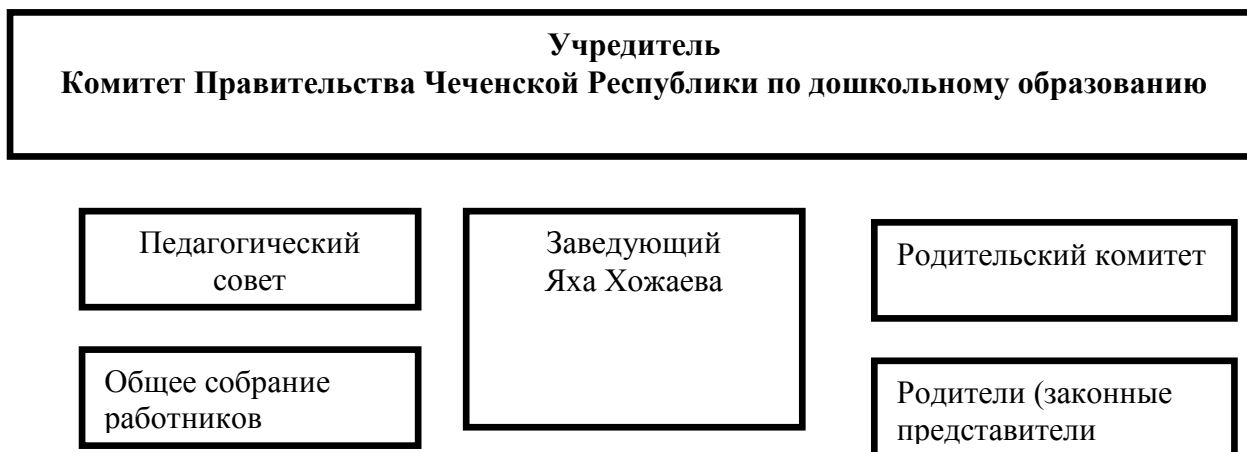 Учредитель
Комитет Правительства Чеченской Республики по дошкольному образованию
Педагогический
совет
Заведующий
Яха Хожаева
Родительский комитет
Общее собрание
работников
Родители (законные
представители